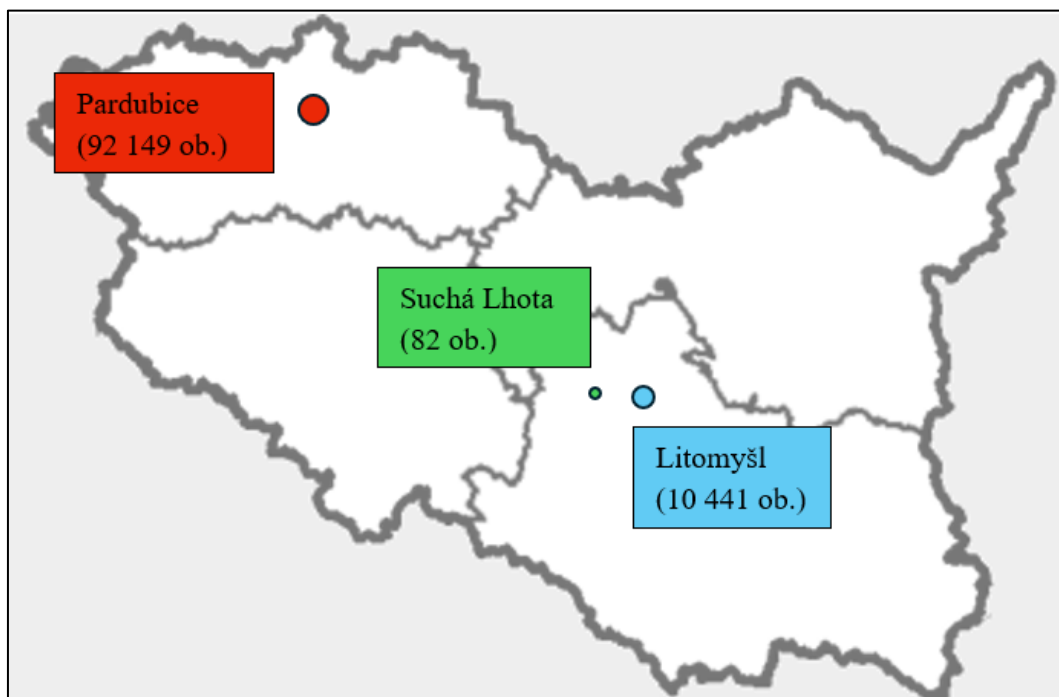 Pardubice
(92 149 ob.)
Suchá Lhota
(82 ob.)
Litomyšl
(10 441 ob.)